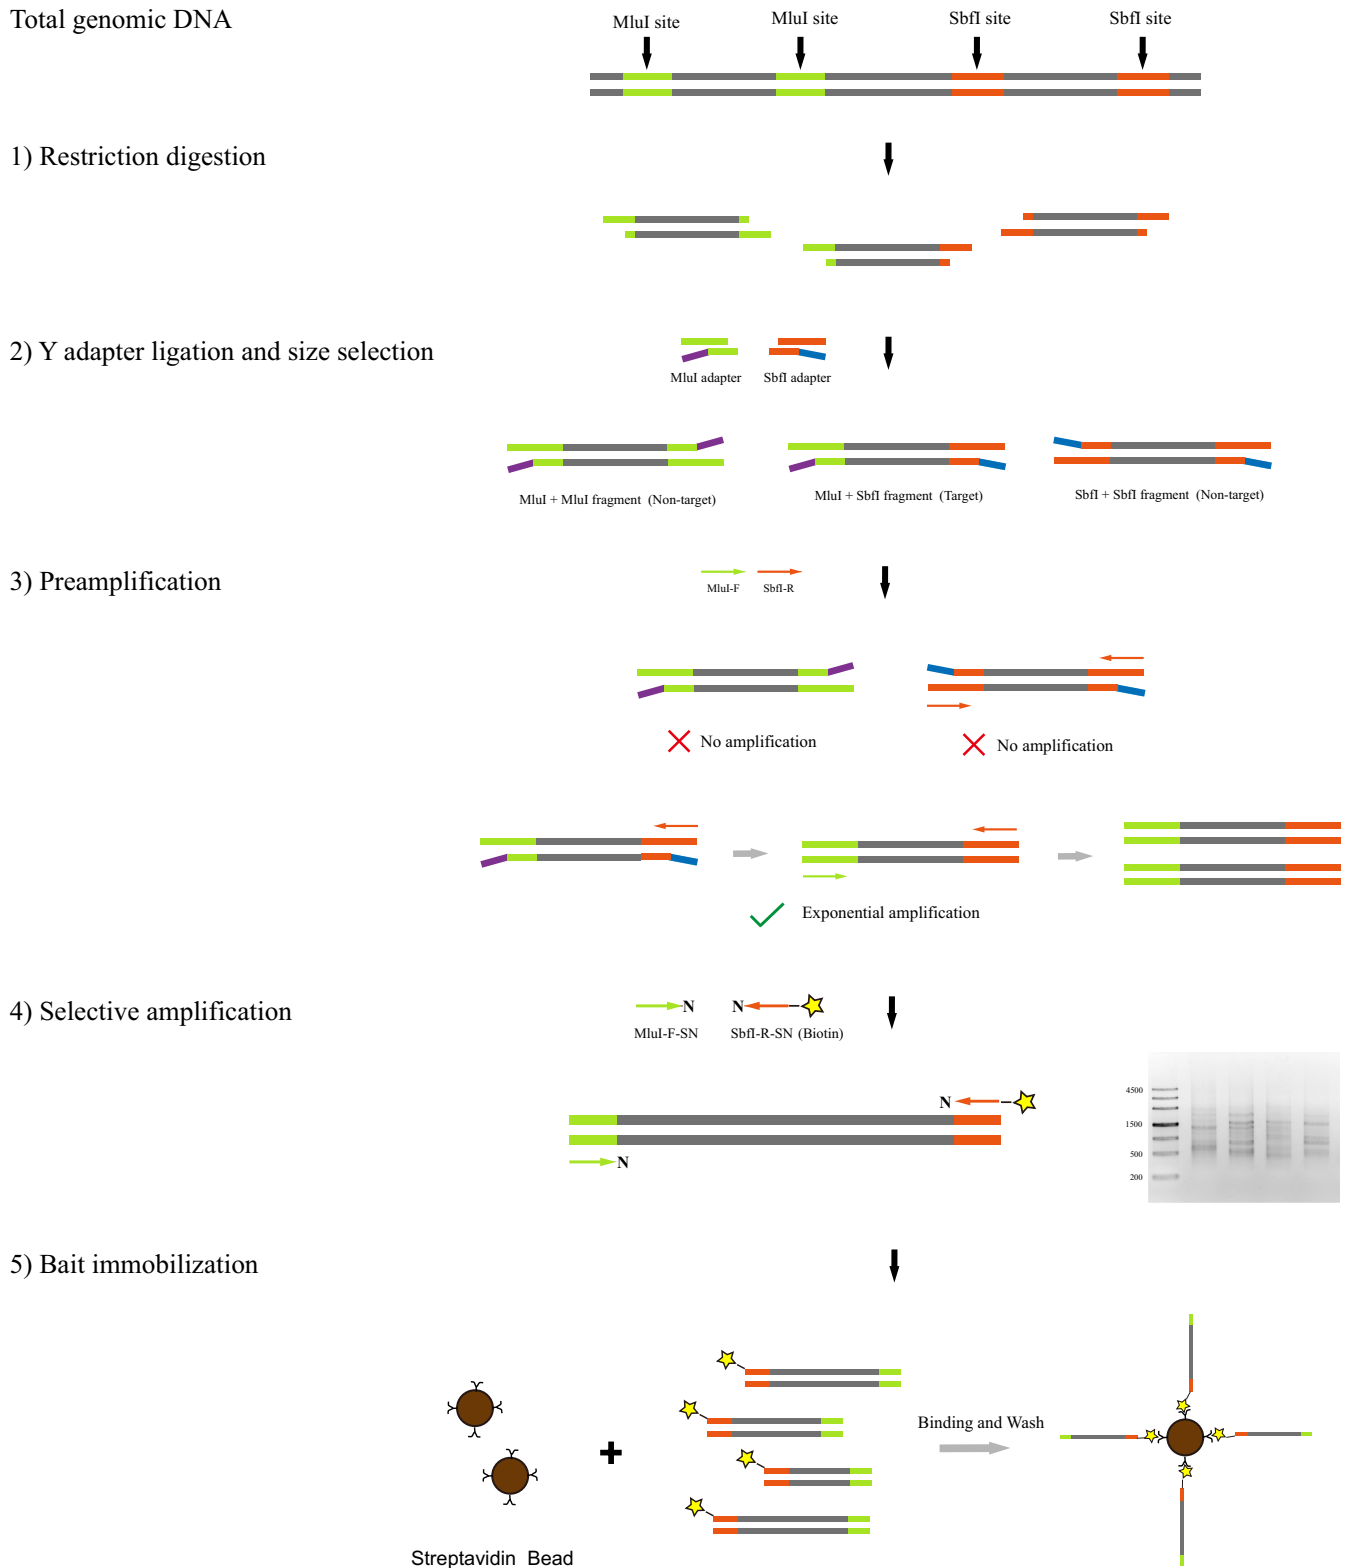 Total genomic DNA
MluI site
MluI site
SbfI site
SbfI site
1) Restriction digestion
2) Y adapter ligation and size selection
MluI adapter
SbfI adapter
MluI + MluI fragment (Non-target)
MluI + SbfI fragment (Target)
SbfI + SbfI fragment (Non-target)
3) Preamplification
MluI-F
SbfI-R
No amplification
No amplification
Exponential amplification
4) Selective amplification
N
N
MluI-F-SN
SbfI-R-SN (Biotin)
N
N
4500
1500
500
200
5) Bait immobilization
+
Binding and Wash
Streptavidin Bead